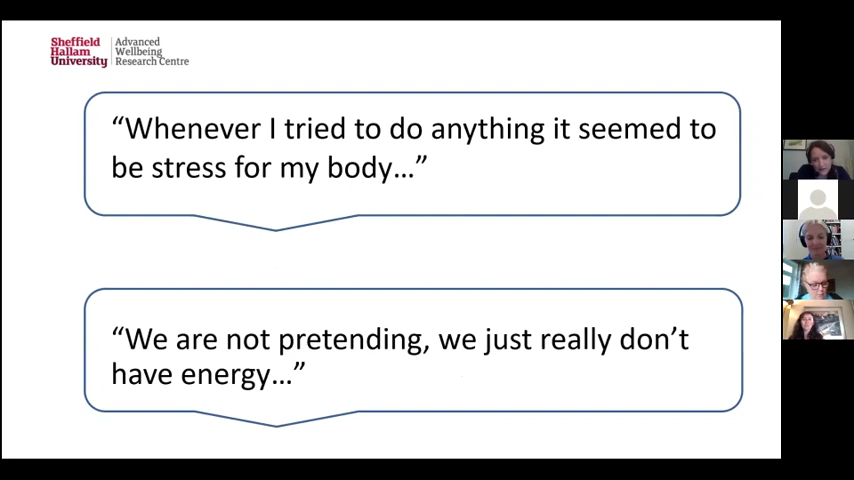 Sheffield
Hallam
University
Advanced
Wellbeing
Research Centre
“Whenever I tried to do anything it seemed to
be stress for my body…”
“We are not pretending, we just really don’t
have energy…”